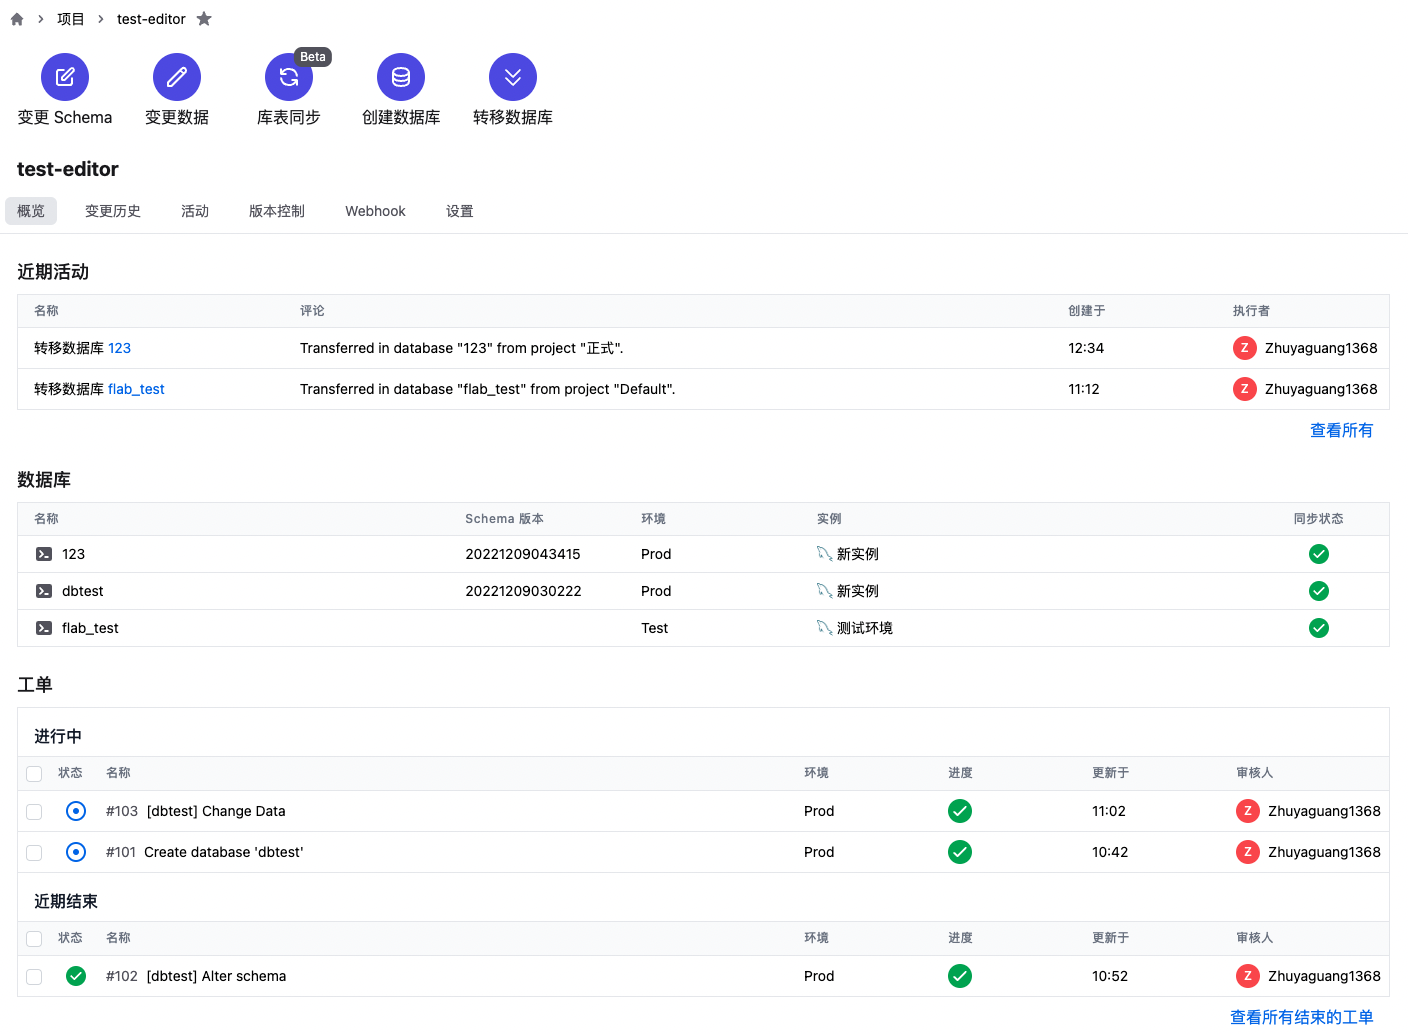 项目 test-editor
Beta
变更 Schema 变更数据 库表同步 创建数据库 转移数据库
test-editor
概览 变更历史 活动 版本控制 Webhook 设置
近期活动
名称 评论 创建于 执行者
转移数据库 123 Transferred in database "123" from project "正式". 12:34 Z Zhuyaguang1368
转移数据库 flab_test Transferred in database "flab_test" from project "Default". 11:12 Z Zhuyaguang1368
查看所有
数据库
名称 Schema 版本 环境 实例 同步状态
123 20221209043415 Prod 新实例
dbtest 20221209030222 Prod 新实例
flab_test Test 测试环境
工单
进行中
状态 名称 环境 进度 更新于 审核人
#103 [dbtest] Change Data Prod 11:02 Z Zhuyaguang1368
#101 Create database 'dbtest' Prod 10:42 Z Zhuyaguang1368
近期结束
状态 名称 环境 进度 更新于 审核人
#102 [dbtest] Alter schema Prod 10:52 Z Zhuyaguang1368
查看所有结束的工单